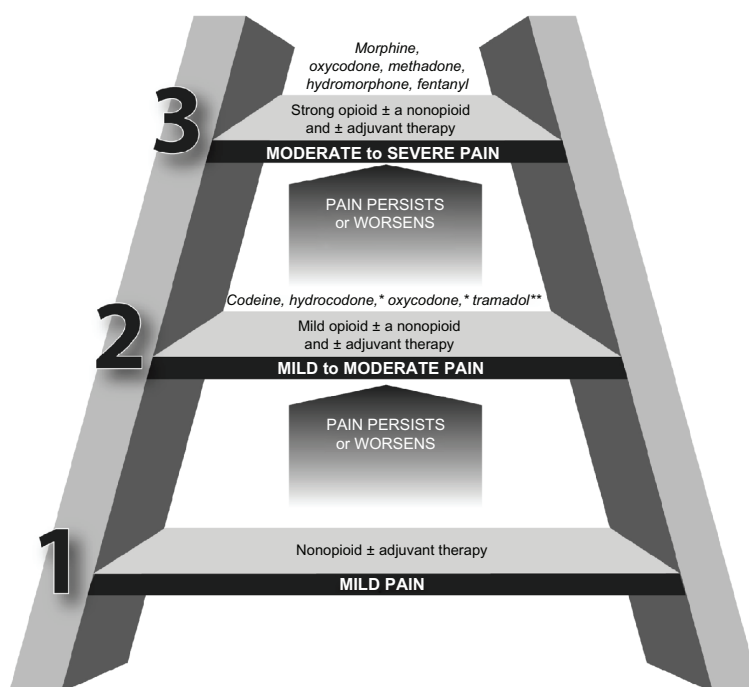 Morphine,
oxycodone, methadone,
hydromorphone, fentanyl
3
Strong opioid ± a nonopioid
and ± adjuvant therapy
MODERATE to SEVERE PAIN
PAIN PERSISTS
or WORSENS
Codeine, hydrocodone,* oxycodone,* tramadol**
2
Mild opioid ± a nonopioid
and ± adjuvant therapy
MILD to MODERATE PAIN
PAIN PERSISTS
or WORSENS
1
Nonopioid ± adjuvant therapy
MILD PAIN